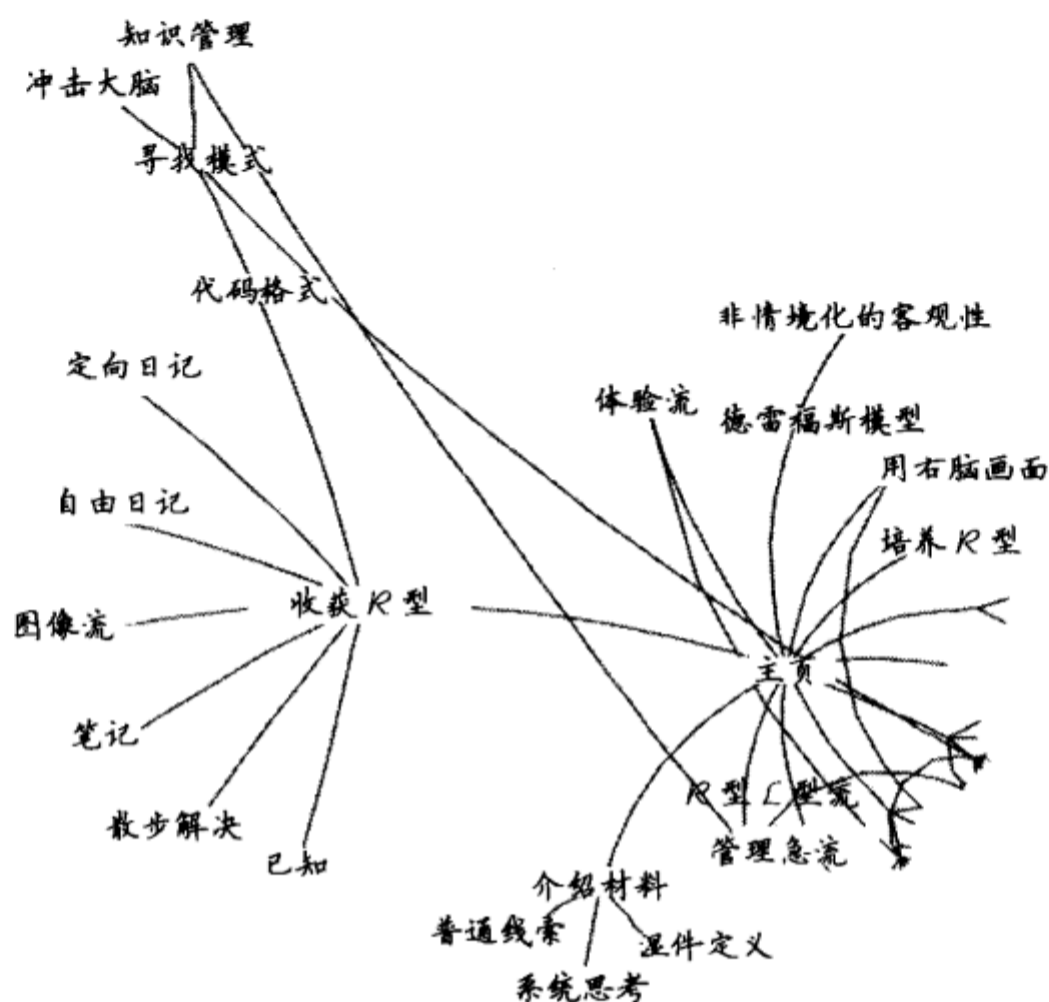 知识管理
冲击大脑
寻找模式
代码格式
非情境化的客观性
定向日记
体验流
德雷福斯模型
用右脑画面
自由日记
培养R型
收获R型
图像流
主页
笔记
R型L型流
散步解决
管理急流
已知
介绍材料
普通线索
湿件定义
系统思考